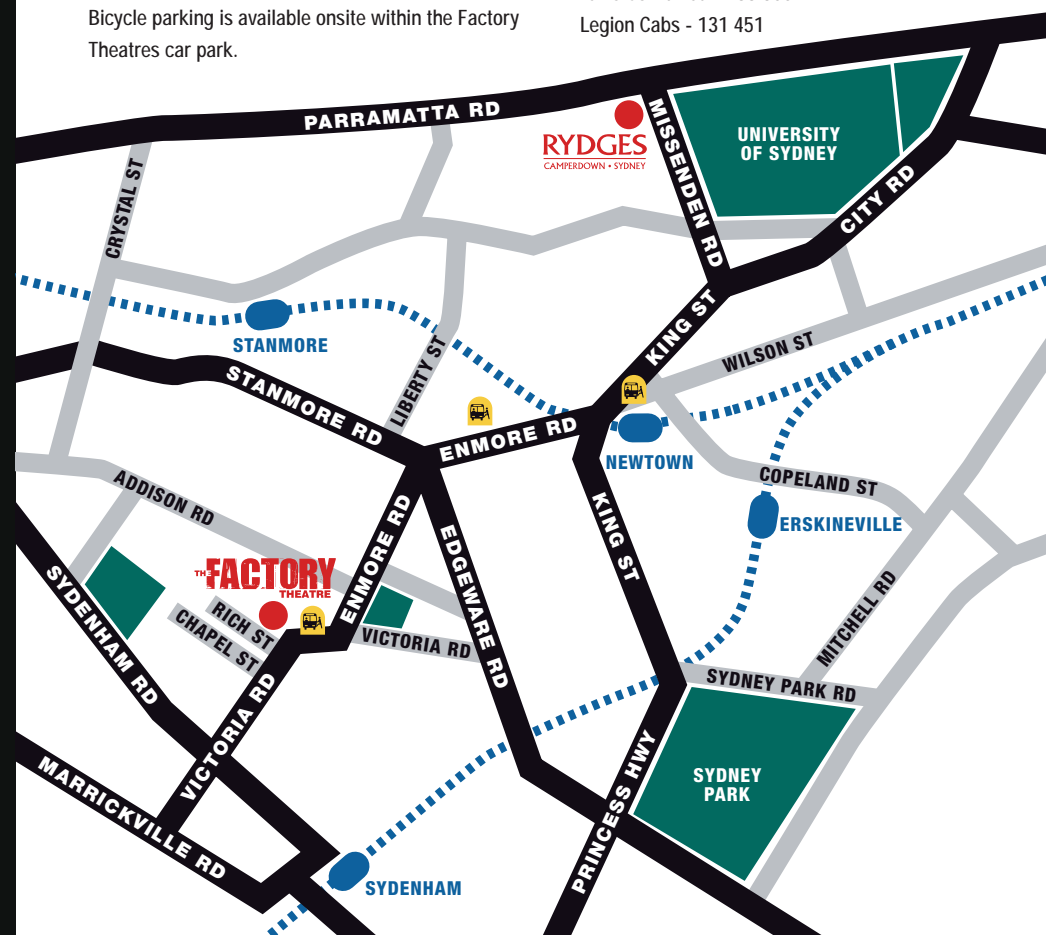 Bicycle parking is available onsite within the Factory
Theatres car park.
Legion Cabs - 131 451
PARRAMATTA RD
MISSENDEN RD
RYDGES
CAMPERDOWN • SYDNEY
UNIVERSITY
OF SYDNEY
CITY RD
CRYSTAL ST
KING ST
STANMORE
WILSON ST
LIBERTY ST
STANMORE RD
ENMORE RD
NEWTOWN
COPELAND ST
ADDISON RD
ERSKINEVILLE
KING ST
ENMORE RD
EDGEWARE RD
THE FACTORY
THEATRE
SYDENHAM RD
RICH ST
CHAPEL ST
VICTORIA RD
MITCHELL RD
SYDNEY PARK RD
VICTORIA RD
MARRICKVILLE RD
PRINCESS HWY
SYDNEY
PARK
SYDENHAM